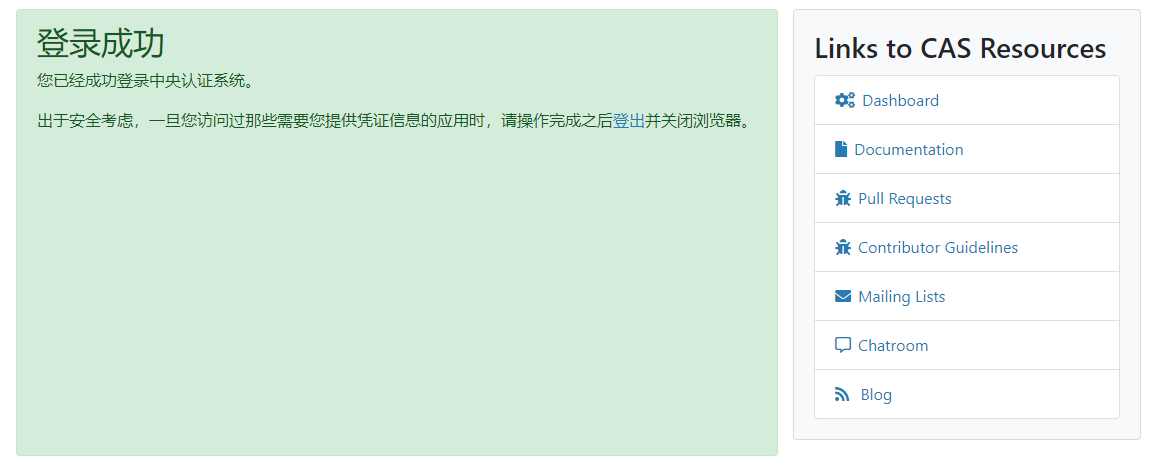 登录成功
您已经成功登录中央认证系统。
出于安全考虑，一旦您访问过那些需要您提供凭证信息的应用时，请操作完成之后登出并关闭浏览器。
Links to CAS Resources
Dashboard
Documentation
Pull Requests
Contributor Guidelines
Mailing Lists
Chatroom
Blog